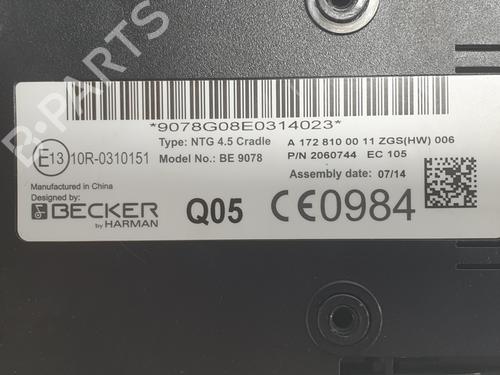 B-PARTS
*9078G08E0314023*
Type: NTG 4.5 Cradle A 172 810 00 11 ZGS(HW) 006
E13 10R-0310151 Model No.: BE 9078 P/N 2060744 EC 105
Assembly date: 07/14
Manufactured in China
Designed by:
BECKER
by HARMAN
Q05 CE0984